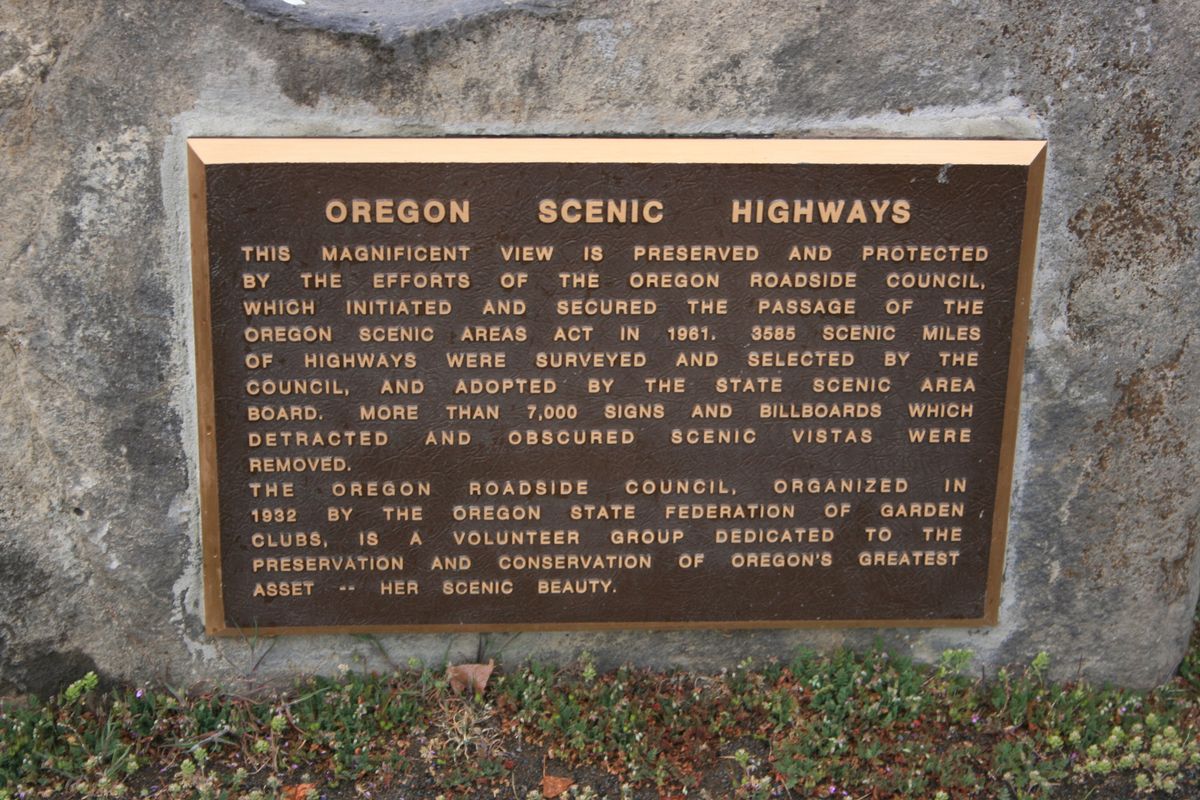 OREGON SCENIC HIGHWAYS
THIS MAGNIFICENT VIEW IS PRESERVED AND PROTECTED
BY THE EFFORTS OF THE OREGON ROADSIDE COUNCIL,
WHICH INITIATED AND SECURED THE PASSAGE OF THE
OREGON SCENIC AREAS ACT IN 1961. 3585 SCENIC MILES
OF HIGHWAYS WERE SURVEYED AND SELECTED BY THE
COUNCIL, AND ADOPTED BY THE STATE SCENIC AREA
BOARD. MORE THAN 7,000 SIGNS AND BILLBOARDS WHICH
DETRACTED AND OBSCURED SCENIC VISTAS WERE
REMOVED.
THE OREGON ROADSIDE COUNCIL, ORGANIZED IN
1932 BY THE OREGON STATE FEDERATION OF GARDEN
CLUBS, IS A VOLUNTEER GROUP DEDICATED TO THE
PRESERVATION AND CONSERVATION OF OREGON'S GREATEST
ASSET -- HER SCENIC BEAUTY.